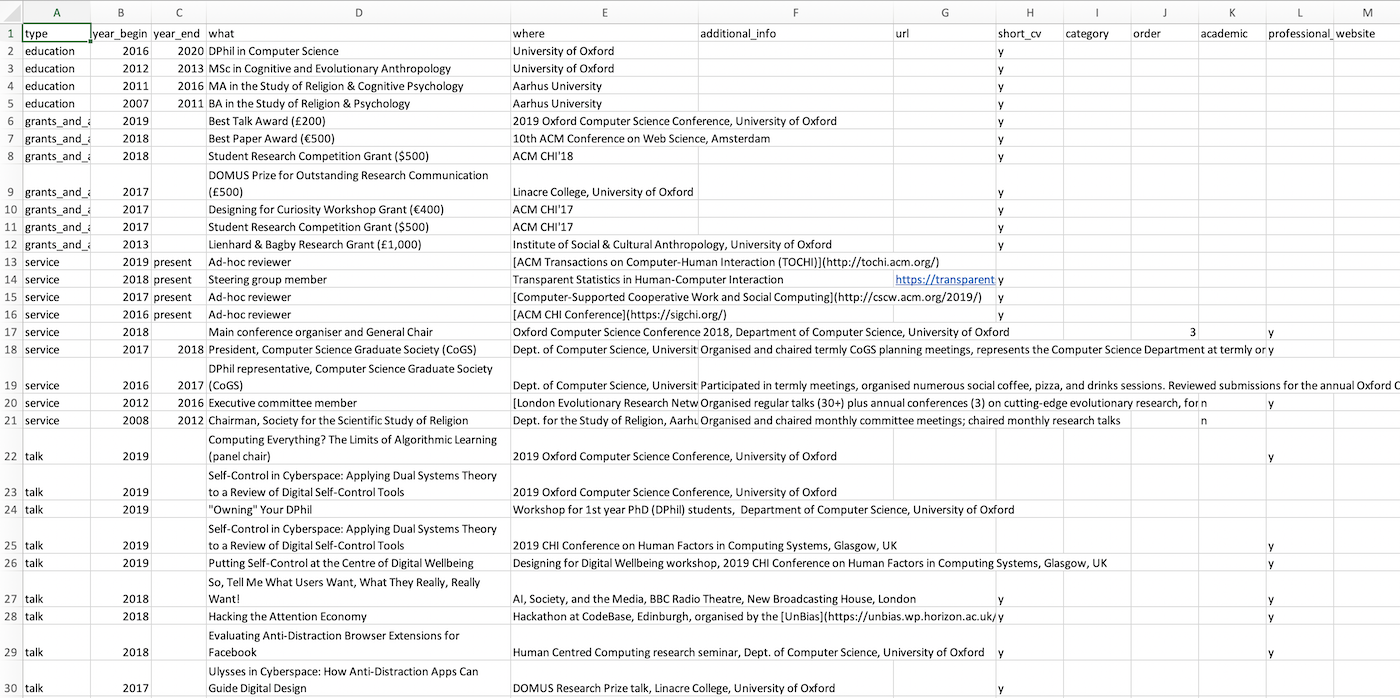 A B C D E F G H I J K L M
1 type year_begin year_end what where additional_info url short_cv category order academic professional_ website
2 education 2016 2020 DPhil in Computer Science University of Oxford y
3 education 2012 2013 MSc in Cognitive and Evolutionary Anthropology University of Oxford y
4 education 2011 2016 MA in the Study of Religion & Cognitive Psychology Aarhus University y
5 education 2007 2011 BA in the Study of Religion & Psychology Aarhus University y
6 grants_and_a 2019 Best Talk Award (£200) 2019 Oxford Computer Science Conference, University of Oxford y
7 grants_and_a 2018 Best Paper Award (€500) 10th ACM Conference on Web Science, Amsterdam y
8 grants_and_a 2018 Student Research Competition Grant ($500) ACM CHI'18 y
DOMUS Prize for Outstanding Research Communication
9 grants_and_a 2017 (£500) Linacre College, University of Oxford y
10 grants_and_a 2017 Designing for Curiosity Workshop Grant (€400) ACM CHI'17 y
11 grants_and_a 2017 Student Research Competition Grant ($500) ACM CHI'17 y
12 grants_and_a 2013 Lienhard & Bagby Research Grant (£1,000) Institute of Social & Cultural Anthropology, University of Oxford y
13 service 2019 present Ad-hoc reviewer [ACM Transactions on Computer-Human Interaction (TOCHI)](http://tochi.acm.org/)
14 service 2018 present Steering group member Transparent Statistics in Human-Computer Interaction https://transparent y
15 service 2017 present Ad-hoc reviewer [Computer-Supported Cooperative Work and Social Computing](http://cscw.acm.org/2019/) y
16 service 2016 present Ad-hoc reviewer [ACM CHI Conference](https://sigchi.org/) y
17 service 2018 Main conference organiser and General Chair Oxford Computer Science Conference 2018, Department of Computer Science, University of Oxford 3 y
18 service 2017 2018 President, Computer Science Graduate Society (CoGS) Dept. of Computer Science, Universit Organised and chaired termly CoGS planning meetings, represents the Computer Science Department at termly or y
DPhil representative, Computer Science Graduate Society
19 service 2016 2017 (CoGS) Dept. of Computer Science, Universit Participated in termly meetings, organised numerous social coffee, pizza, and drinks sessions. Reviewed submissions for the annual Oxford C
20 service 2012 2016 Executive committee member [London Evolutionary Research Netw Organised regular talks (30+) plus annual conferences (3) on cutting-edge evolutionary research, for n y
21 service 2008 2012 Chairman, Society for the Scientific Study of Religion Dept. for the Study of Religion, Aarhu Organised and chaired monthly committee meetings; chaired monthly research talks n
Computing Everything? The Limits of Algorithmic Learning
22 talk 2019 (panel chair) 2019 Oxford Computer Science Conference, University of Oxford y
Self-Control in Cyberspace: Applying Dual Systems Theory
23 talk 2019 to a Review of Digital Self-Control Tools 2019 Oxford Computer Science Conference, University of Oxford
24 talk 2019 "Owning" Your DPhil Workshop for 1st year PhD (DPhil) students, Department of Computer Science, University of Oxford
Self-Control in Cyberspace: Applying Dual Systems Theory
25 talk 2019 to a Review of Digital Self-Control Tools 2019 CHI Conference on Human Factors in Computing Systems, Glasgow, UK y
26 talk 2019 Putting Self-Control at the Centre of Digital Wellbeing Designing for Digital Wellbeing workshop, 2019 CHI Conference on Human Factors in Computing Systems, Glasgow, UK y
So, Tell Me What Users Want, What They Really, Really
27 talk 2018 Want! AI, Society, and the Media, BBC Radio Theatre, New Broadcasting House, London y y
28 talk 2018 Hacking the Attention Economy Hackathon at CodeBase, Edinburgh, organised by the [UnBias](https://unbias.wp.horizon.ac.uk/ y y
Evaluating Anti-Distraction Browser Extensions for
29 talk 2018 Facebook Human Centred Computing research seminar, Dept. of Computer Science, University of Oxford y y
Ulysses in Cyberspace: How Anti-Distraction Apps Can
30 talk 2017 Guide Digital Design DOMUS Research Prize talk, Linacre College, University of Oxford y